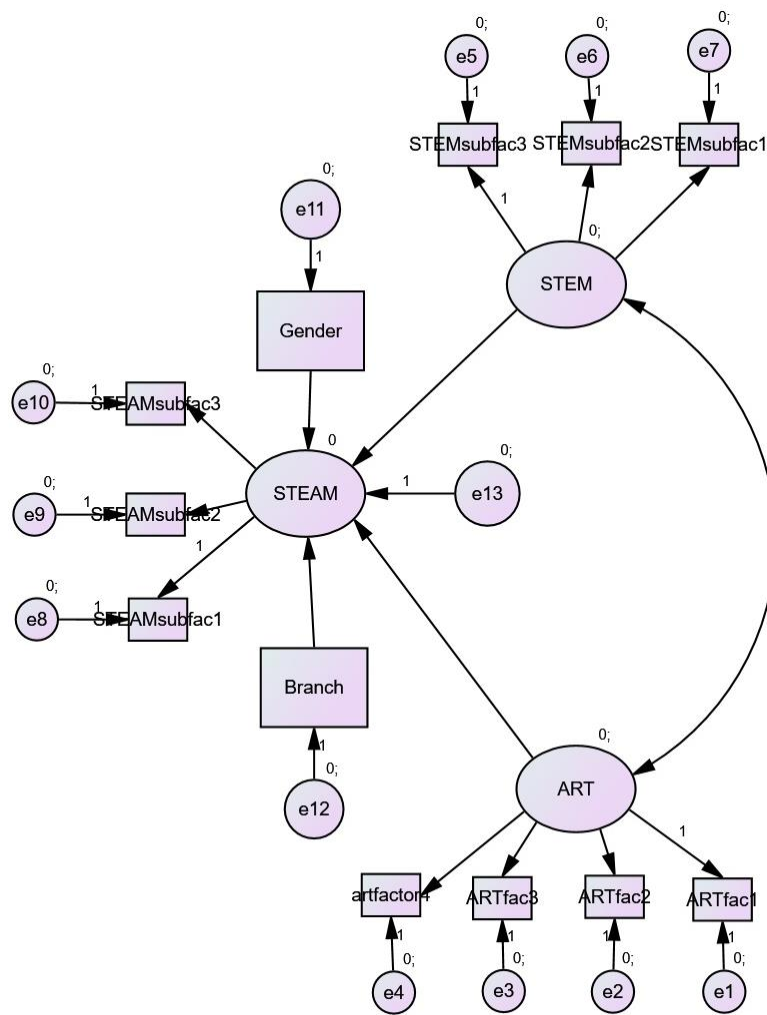 0; 0; 0;
e5 e6 e7
1 1 1
STEMsubfac3 STEMsubfac2 STEMsubfac1
0;
e11
1
1 0;
STEM
Gender
0;
e10 1 STEAMsubfac3
0
0; 0;
STEAM 1 e13
e9 1 STEAMsubfac2
1
0;
e8 1 STEAMsubfac1
Branch
1
0;
e12
0;
ART
1
artfactor4 ARTfac3 ARTfac2 ARTfac1
1 1 1 1
0; 0; 0; 0;
e4 e3 e2 e1